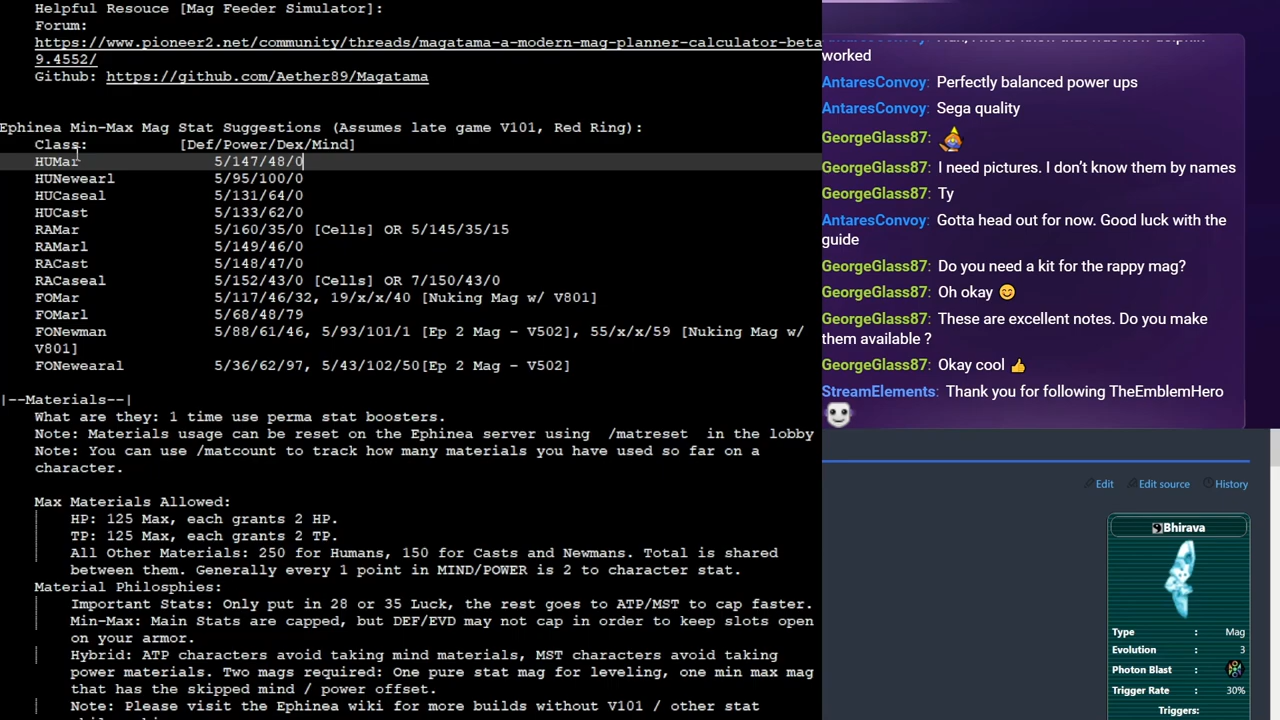 Helpful Resouce [Mag Feeder Simulator]:
Forum:
https://www.pioneer2.net/community/threads/magatama-a-modern-mag-planner-calculator-beta
9.4552/
Github: https://github.com/Aether89/Magatama
Ephinea Min-Max Mag Stat Suggestions (Assumes late game V101, Red Ring):
Class: [Def/Power/Dex/Mind]
HUMar 5/147/48/0
HUNewearl 5/95/100/0
HUCaseal 5/131/64/0
HUCast 5/133/62/0
RAMar 5/160/35/0 [Cells] OR 5/145/35/15
RAMarl 5/149/46/0
RACast 5/148/47/0
RACaseal 5/152/43/0 [Cells] OR 7/150/43/0
FOMar 5/117/46/32, 19/x/x/40 [Nuking Mag w/ V801]
FOMarl 5/68/48/79
FONewman 5/88/61/46, 5/93/101/1 [Ep 2 Mag - V502], 55/x/x/59 [Nuking Mag w/
V801]
FONewearal 5/36/62/97, 5/43/102/50[Ep 2 Mag - V502]
|--Materials--|
What are they: 1 time use perma stat boosters.
Note: Materials usage can be reset on the Ephinea server using /matreset in the lobby
Note: You can use /matcount to track how many materials you have used so far on a
character.
Max Materials Allowed:
HP: 125 Max, each grants 2 HP.
TP: 125 Max, each grants 2 TP.
All Other Materials: 250 for Humans, 150 for Casts and Newmans. Total is shared
between them. Generally every 1 point in MIND/POWER is 2 to character stat.
Material Philosphies:
Important Stats: Only put in 28 or 35 Luck, the rest goes to ATP/MST to cap faster.
Min-Max: Main Stats are capped, but DEF/EVD may not cap in order to keep slots open
on your armor.
Hybrid: ATP characters avoid taking mind materials, MST characters avoid taking
power materials. Two mags required: One pure stat mag for leveling, one min max mag
that has the skipped mind / power offset.
Note: Please visit the Ephinea wiki for more builds without V101 / other stat
worked
AntaresConvoy: Perfectly balanced power ups
AntaresConvoy: Sega quality
GeorgeGlass87:
GeorgeGlass87: I need pictures. I don't know them by names
GeorgeGlass87: Ty
AntaresConvoy: Gotta head out for now. Good luck with the
guide
GeorgeGlass87: Do you need a kit for the rappy mag?
GeorgeGlass87: Oh okay 😊
GeorgeGlass87: These are excellent notes. Do you make
them available ?
GeorgeGlass87: Okay cool 👍
StreamElements: Thank you for following TheEmblemHero
Edit Edit source History
Bhirava
Type : Mag
Evolution : 3
Photon Blast :
Trigger Rate : 30%
Triggers: